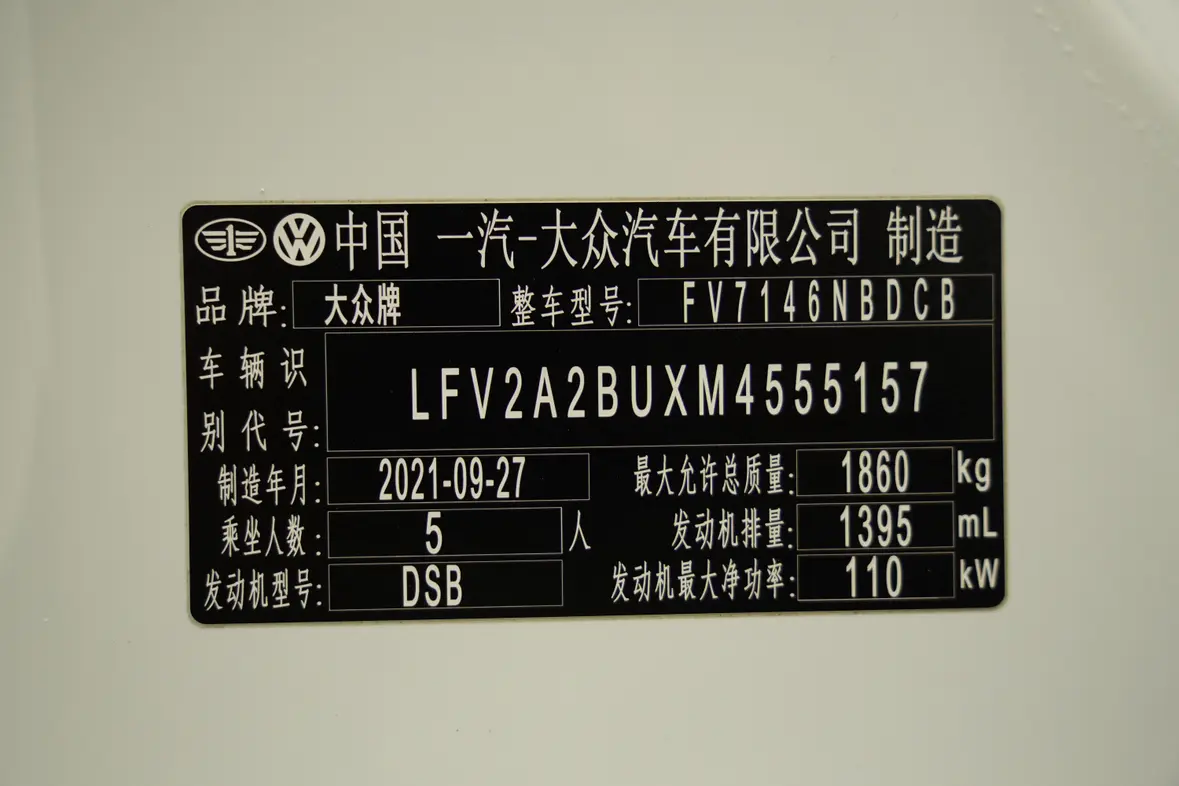 中国 一汽-大众汽车有限公司 制造
品牌: 大众牌 整车型号: FV7146NBDCB
车辆识别代号: LFV2A2BUXM4555157
制造年月: 2021-09-27 最大允许总质量: 1860 kg
乘坐人数: 5 人 发动机排量: 1395 mL
发动机型号: DSB 发动机最大净功率: 110 kW